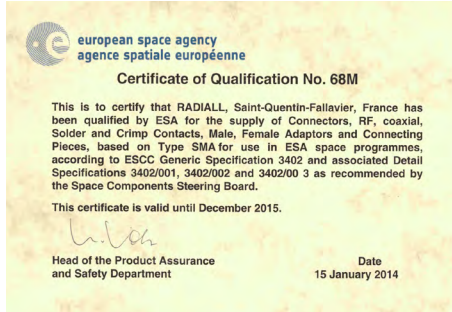 european space agency
agence spatiale européenne
Certificate of Qualification No. 68M
This is to certify that RADIALL, Saint-Quentin-Fallavier, France has
been qualified by ESA for the supply of Connectors, RF, coaxial,
Solder and Crimp Contacts, Male, Female Adaptors and Connecting
Pieces, based on Type SMA for use in ESA space programmes,
according to ESCC Generic Specification 3402 and associated Detail
Specifications 3402/001, 3402/002 and 3402/00 3 as recommended by
the Space Components Steering Board.
This certificate is valid until December 2015.
Head of the Product Assurance
and Safety Department
Date
15 January 2014